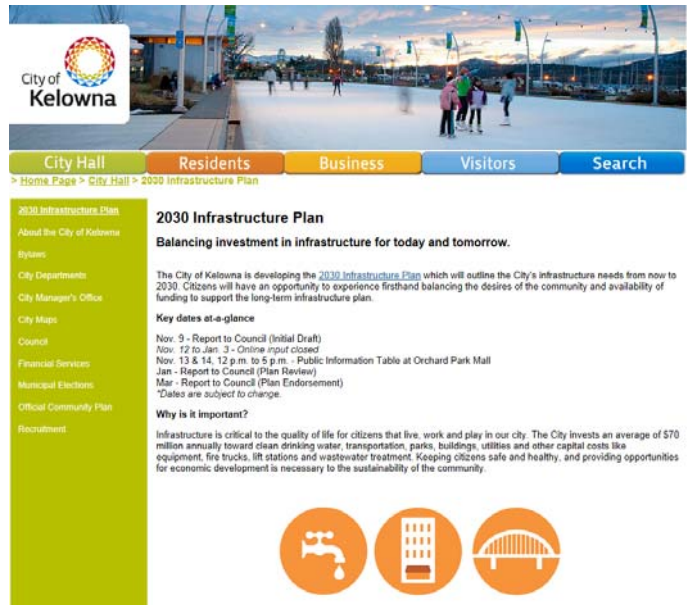 City of
Kelowna
City Hall
Residents
Business
Visitors
Search
> Home Page > City Hall > 2030 Infrastructure Plan
2030 Infrastructure Plan
About the City of Kelowna
Bylaws
City Departments
City Manager's Office
City Maps
Council
Financial Services
Municipal Elections
Official Community Plan
Recruitment
2030 Infrastructure Plan
Balancing investment in infrastructure for today and tomorrow.
The City of Kelowna is developing the 2030 Infrastructure Plan which will outline the City's infrastructure needs from now to
2030. Citizens will have an opportunity to experience firsthand balancing the desires of the community and availability of
funding to support the long-term infrastructure plan.
Key dates at-a-glance
Nov. 9 - Report to Council (Initial Draft)
Nov. 12 to Jan. 3 - Online input closed
Nov. 13 & 14, 12 p.m. to 5 p.m. - Public Information Table at Orchard Park Mall
Jan - Report to Council (Plan Review)
Mar - Report to Council (Plan Endorsement)
*Dates are subject to change.
Why is it important?
Infrastructure is critical to the quality of life for citizens that live, work and play in our city. The City invests an average of $70
million annually toward clean drinking water, transportation, parks, buildings, utilities and other capital costs like
equipment, fire trucks, lift stations and wastewater treatment. Keeping citizens safe and healthy, and providing opportunities
for economic development is necessary to the sustainability of the community.